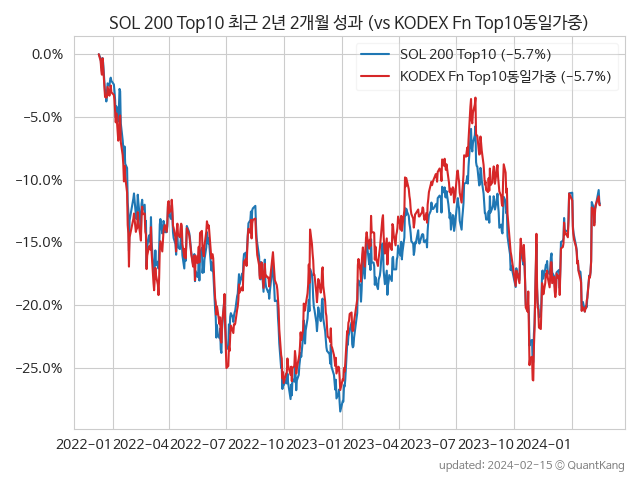 SOL 200 Top10 최근 2년 2개월 성과 (vs KODEX Fn Top10동일가중)
SOL 200 Top10 (−5.7%)
KODEX Fn Top10동일가중 (−5.7%)
0.0%
−5.0%
−10.0%
−15.0%
−20.0%
−25.0%
2022-01 2022-04 2022-07 2022-10 2023-01 2023-04 2023-07 2023-10 2024-01
updated: 2024-02-15 ⓒ QuantKang